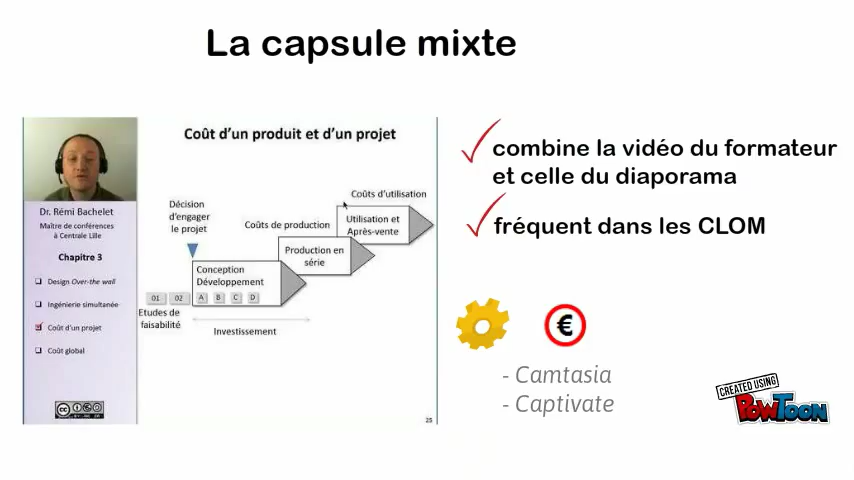 La capsule mixte
Coût d'un produit et d'un projet
Dr. Rémi Bachelet
Maître de conférences
à Centrale Lille
Chapitre 3
Design Over-the wall
Ingénierie simultanée
Coût d'un projet
Coût global
Décision
d'engager
le projet
Coûts de production
Coûts d'utilisation
Utilisation et
Après-vente
Production en
série
Conception
Développement
01 02 A B C D
Etudes de
faisabilité
Investissement
25
combine la vidéo du formateur
et celle du diaporama
fréquent dans les CLOM
€
- Camtasia
- Captivate
CREATED USING
POWTOON